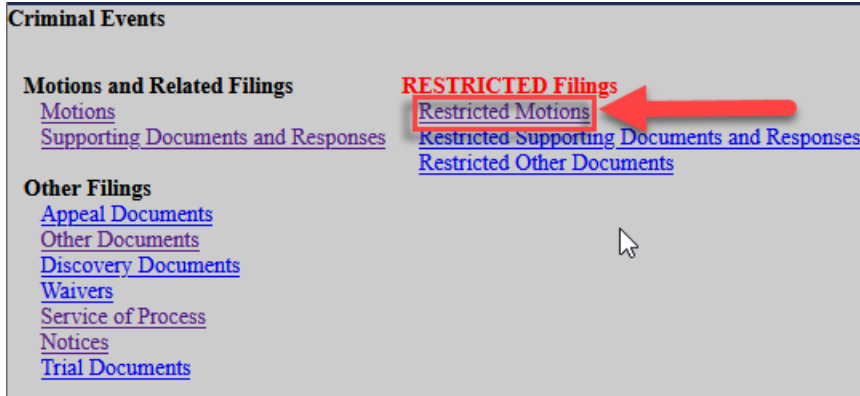 Criminal Events
Motions and Related Filings
Motions
Supporting Documents and Responses
Other Filings
Appeal Documents
Other Documents
Discovery Documents
Waivers
Service of Process
Notices
Trial Documents
RESTRICTED Filings
Restricted Motions
Restricted Supporting Documents and Responses
Restricted Other Documents